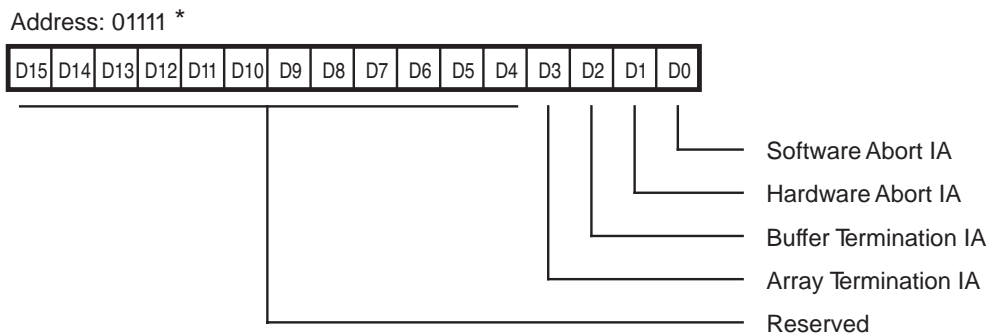 Address: 01111 *
D15 D14 D13 D12 D11 D10 D9 D8 D7 D6 D5 D4 D3 D2 D1 D0
Software Abort IA
Hardware Abort IA
Buffer Termination IA
Array Termination IA
Reserved